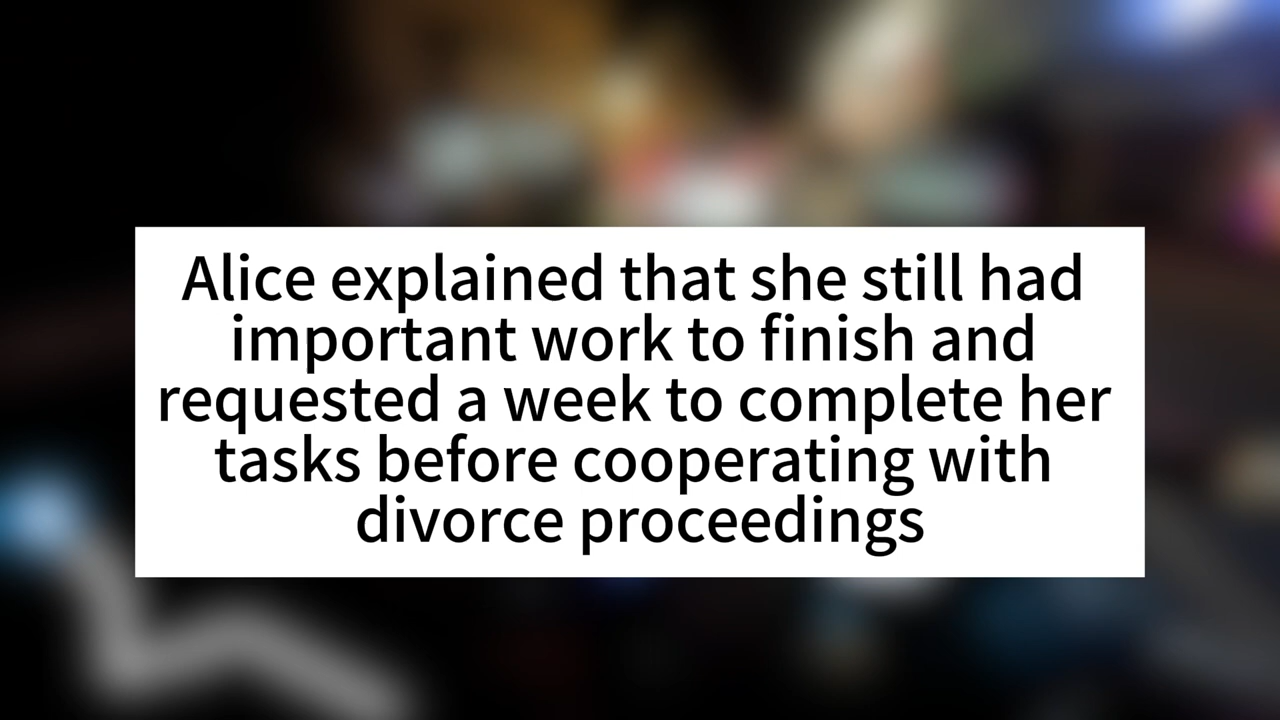 Alice explained that she still had
important work to finish and
requested a week to complete her
tasks before cooperating with
divorce proceedings